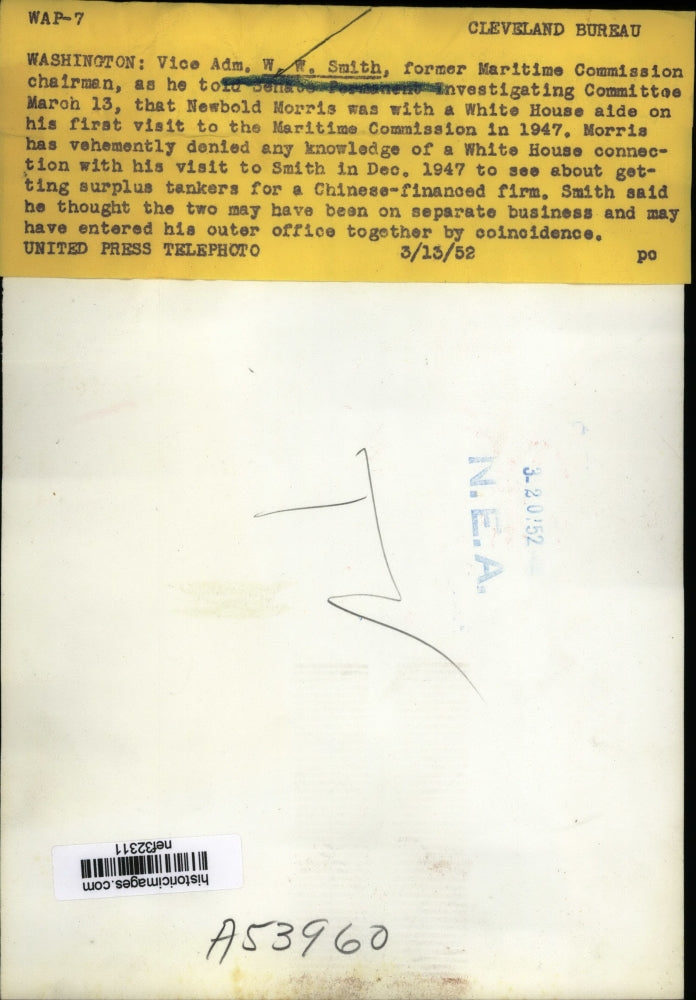 WAP-7
CLEVELAND BUREAU
WASHINGTON: Vice Adm. W. W. Smith, former Maritime Commission
chairman, as he told Senate Permanent Investigating Committee
March 13, that Newbold Morris was with a White House aide on
his first visit to the Maritime Commission in 1947. Morris
has vehemently denied any knowledge of a White House connec-
tion with his visit to Smith in Dec. 1947 to see about get-
ting surplus tankers for a Chinese-financed firm. Smith said
he thought the two may have been on separate business and may
have entered his outer office together by coincidence.
UNITED PRESS TELEPHOTO 3/13/52 pc
3-20-52
N.E.A.
historicimages.com
nef32311
A53960